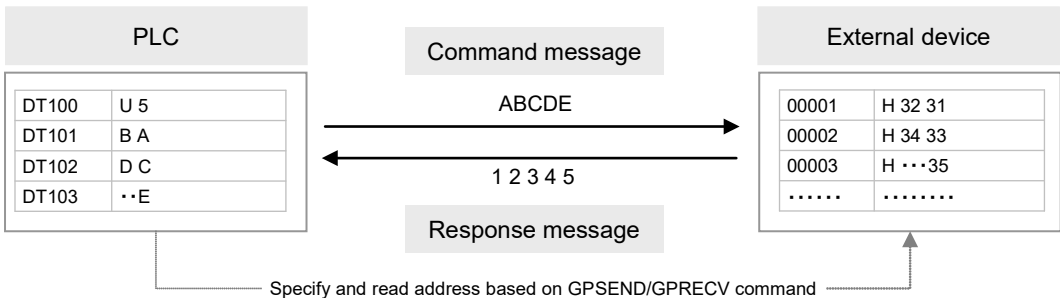 PLC
Command message
External device
DT100 U 5
DT101 B A
DT102 D C
DT103 ··E
ABCDE
1 2 3 4 5
00001 H 32 31
00002 H 34 33
00003 H ···35
······ ········
Response message
Specify and read address based on GPSEND/GPRECV command